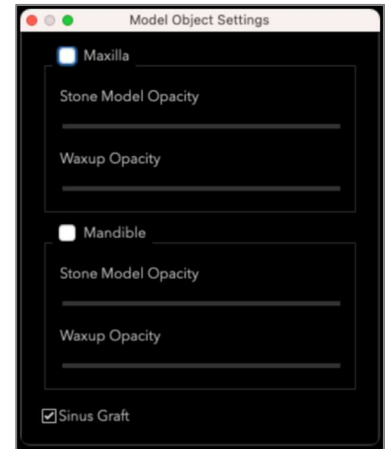 Model Object Settings
Maxilla
Stone Model Opacity
Waxup Opacity
Mandible
Stone Model Opacity
Waxup Opacity
Sinus Graft